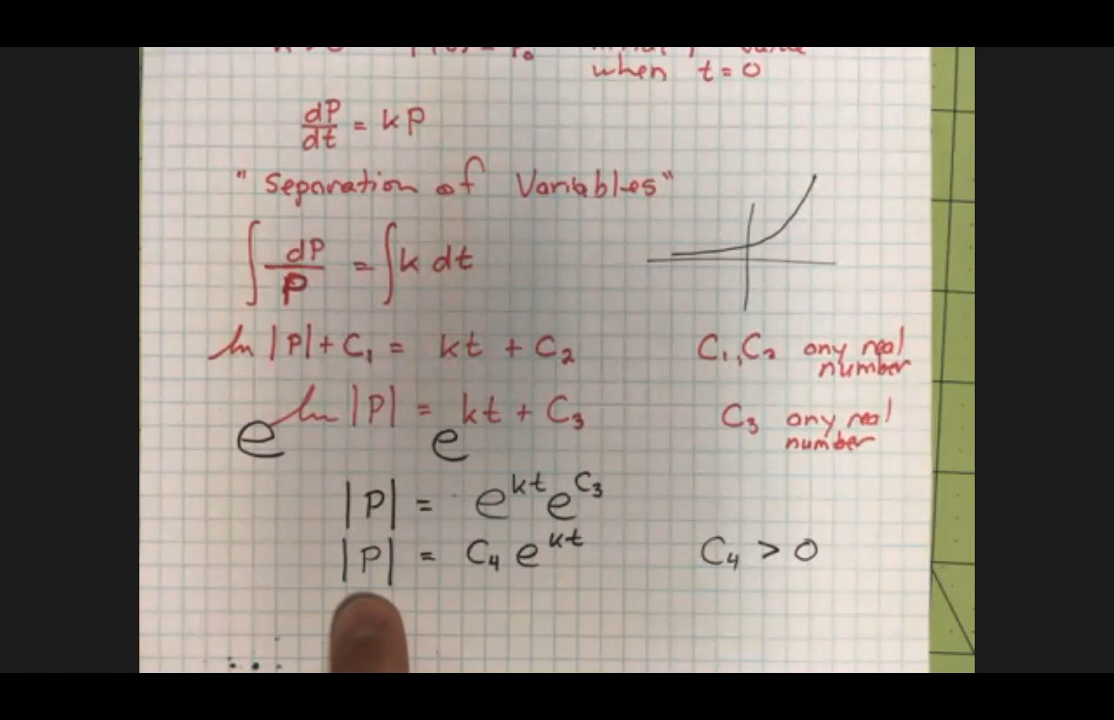 when t = 0
dP/dt = kP
"Separation of Variables"
∫ dP/P = ∫ k dt
ln |P| + C₁ = kt + C₂ C₁, C₂ any real number
e^ln |P| = e^kt + C₃ C₃ any real number
|P| = e^kt e^C₃
|P| = C₄ e^kt C₄ > 0